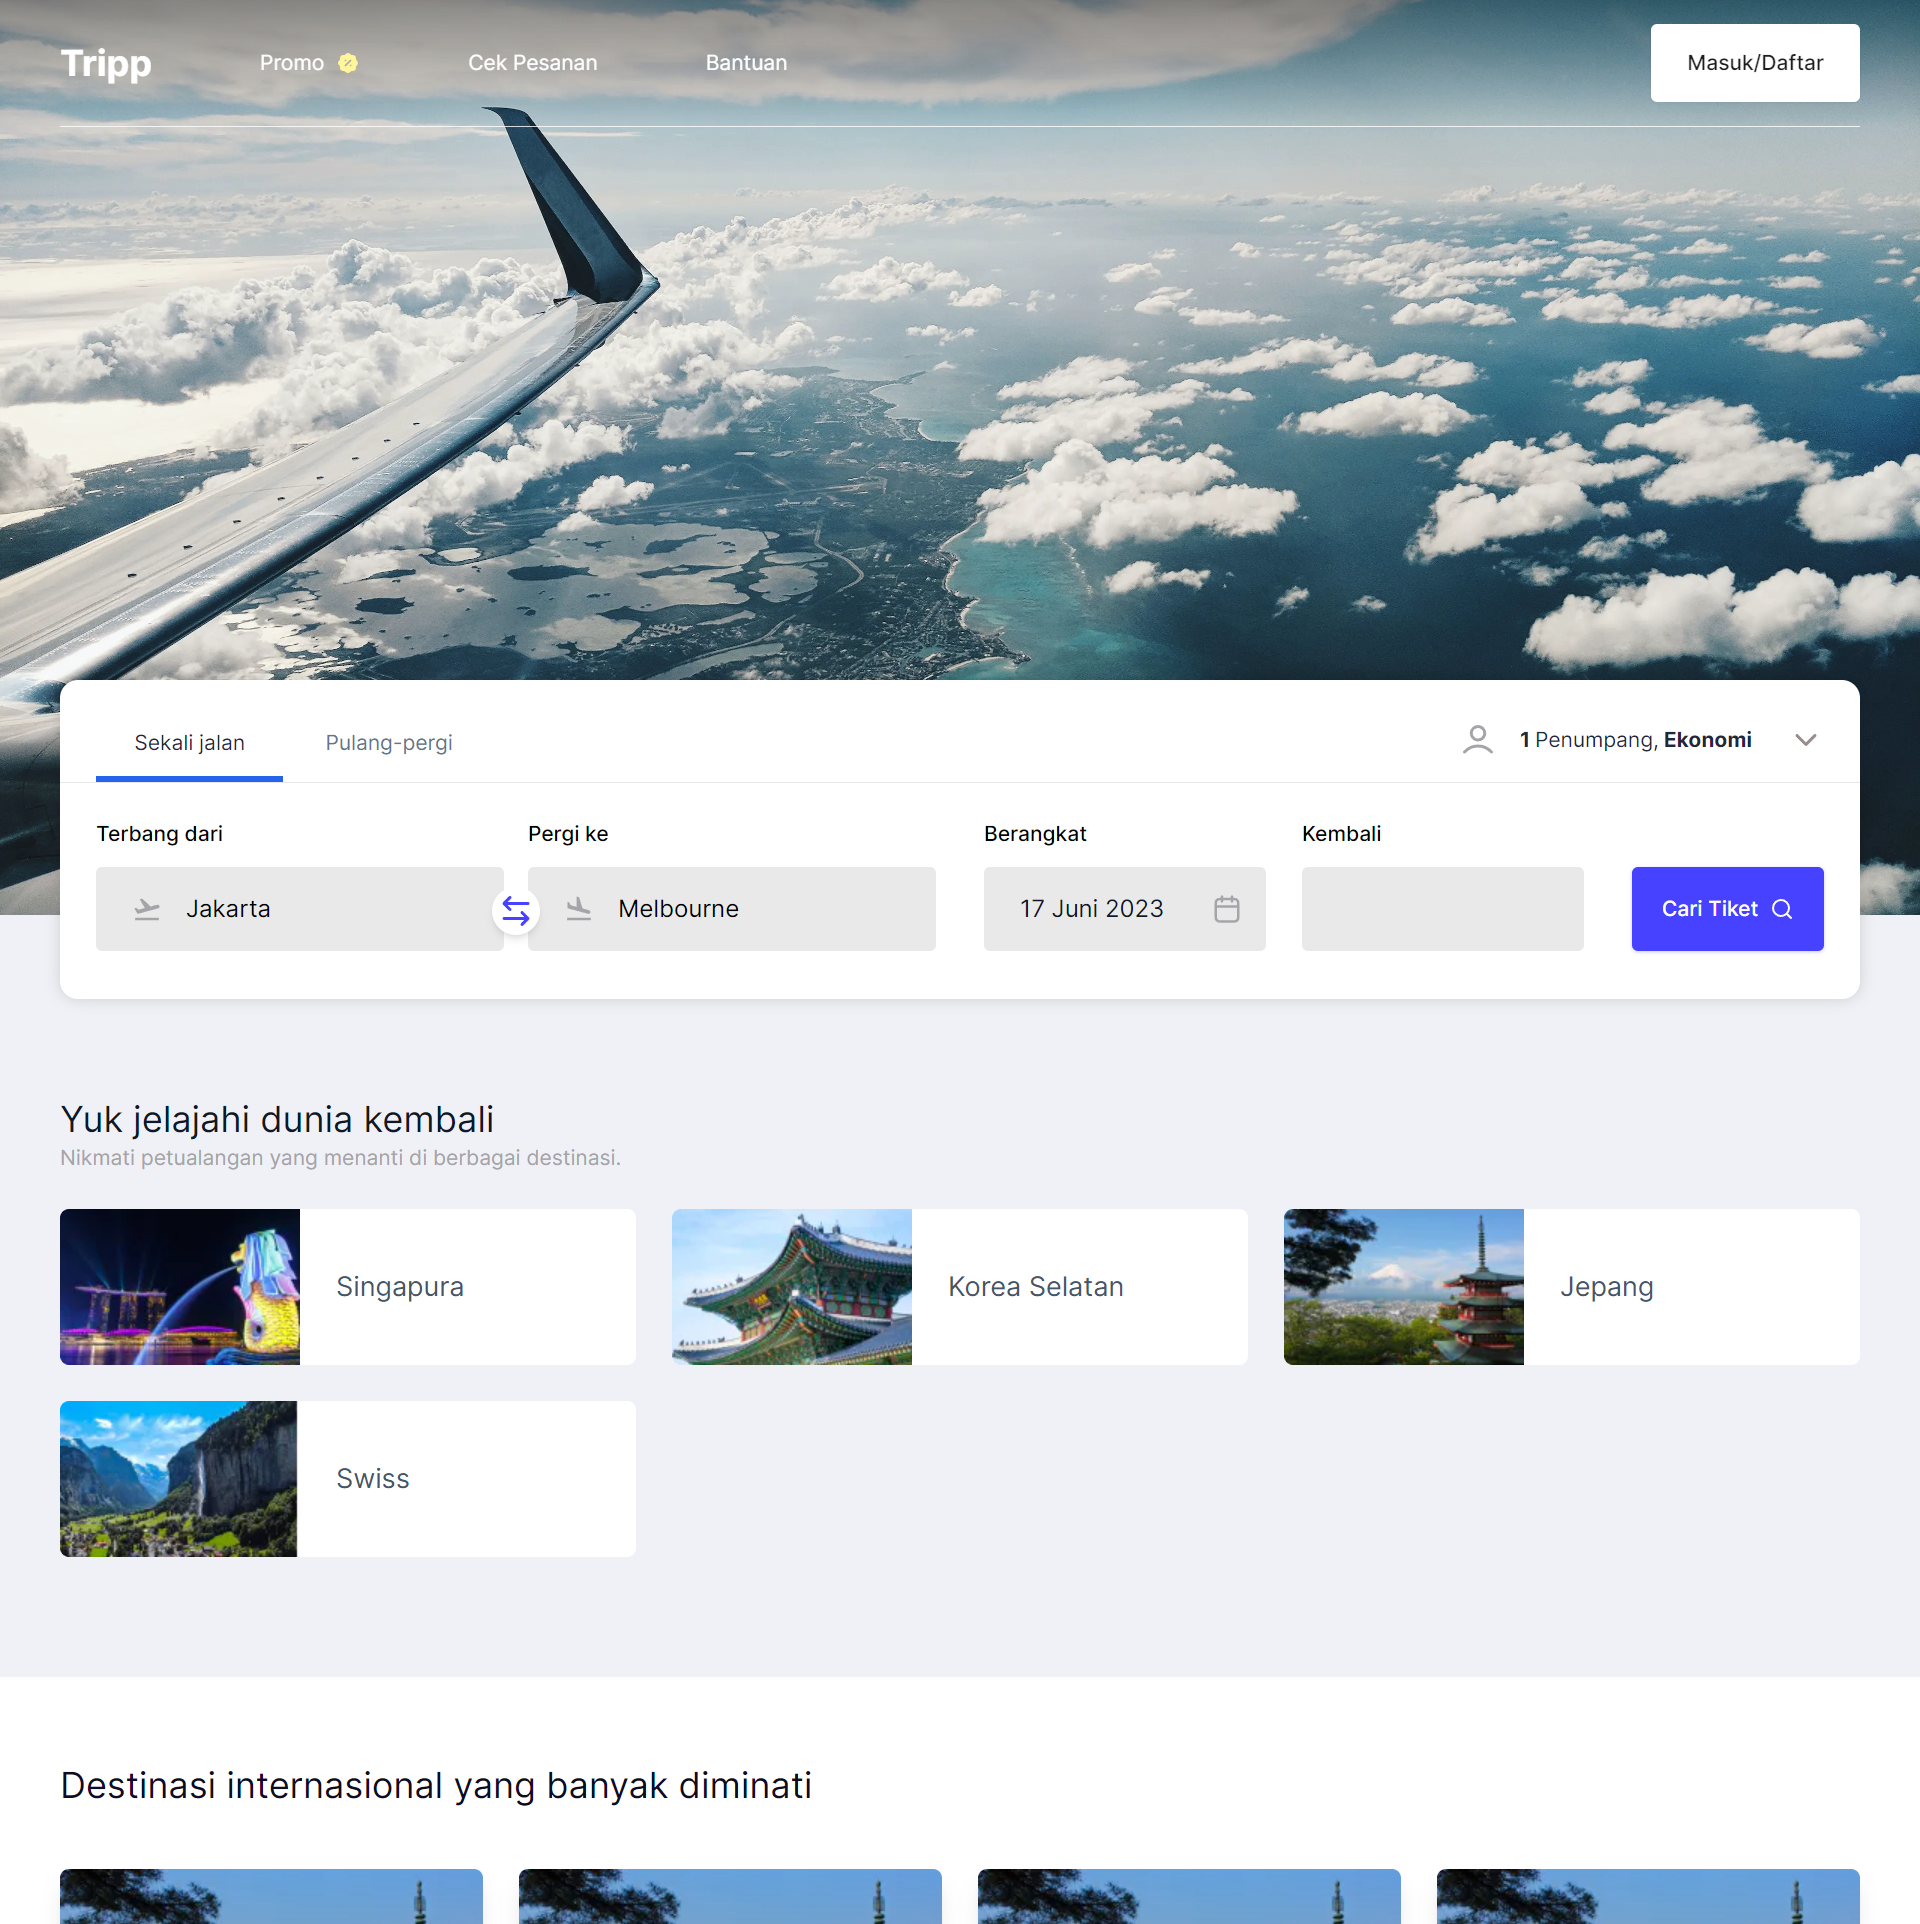 Tripp
Promo
Cek Pesanan
Bantuan
Masuk/Daftar
Sekali jalan
Pulang-pergi
1 Penumpang, Ekonomi
Terbang dari
Pergi ke
Berangkat
Kembali
Jakarta
Melbourne
17 Juni 2023
Cari Tiket
Yuk jelajahi dunia kembali
Nikmati petualangan yang menanti di berbagai destinasi.
Singapura
Korea Selatan
Jepang
Swiss
Destinasi internasional yang banyak diminati